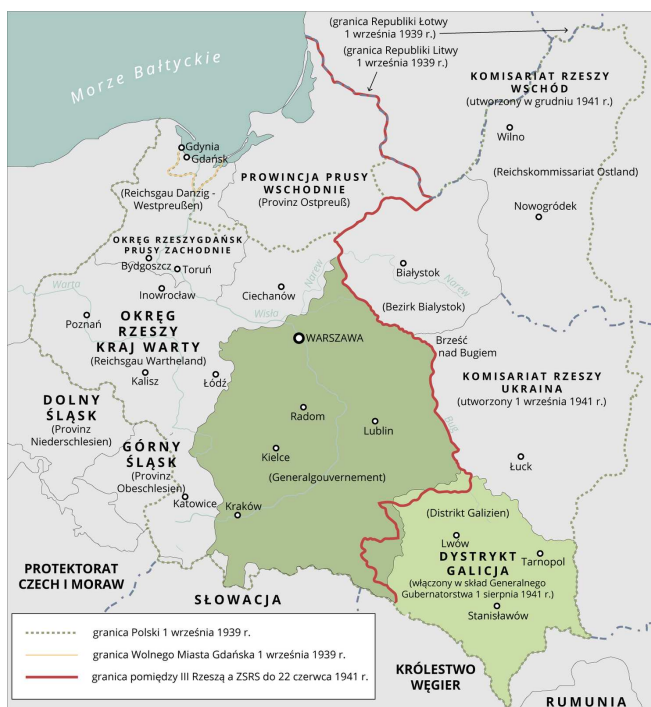 (granica Republiki Łotwy
1 września 1939 r.)
(granica Republiki Litwy
1 września 1939 r.)
Morze Bałtyckie
KOMISARIAT RZESZY
WSCHÓD
(utworzony w grudniu 1941 r.)
Wilno
(Reichskommissariat Ostland)
Nowogródek
Gdynia
Gdańsk
PROWINCJA PRUSY
WSCHODNIE
(Provinz Ostpreuß)
(Reichsgau Danzig -
Westpreußen)
OKRĘG RZESZYGDAŃSK
PRUSY ZACHODNIE
Bydgoszcz
Toruń
Inowrocław
Ciechanów
Narew
Białystok
Narew
(Bezirk Bialystok)
Warta
Wisła
Poznań
OKRĘG
RZESZY
KRAJ WARTY
(Reichsgau Wartheland)
Kalisz
Łódź
WARSZAWA
Brześć
nad Bugiem
KOMISARIAT RZESZY
UKRAINA
(utworzony 1 września 1941 r.)
DOLNY
ŚLĄSK
(Provinz
Niederschlesien)
Radom
Lublin
Bug
GÓRNY
ŚLĄSK
(Provinz
Obeschlesien)
Kielce
(Generalgouvernement)
Łuck
Katowice
Kraków
(Distrikt Galizien)
Lwów
DYSTRYKT
GALICJA
Tarnopol
(włączony w skład Generalnego
Gubernatorstwa 1 sierpnia 1941 r.)
Stanisławów
PROTEKTORAT
CZECH I MORAW
SŁOWACJA
KRÓLESTWO
WĘGIER
RUMUNIA
granica Polski 1 września 1939 r.
granica Wolnego Miasta Gdańska 1 września 1939 r.
granica pomiędzy III Rzeszą a ZSRS do 22 czerwca 1941 r.